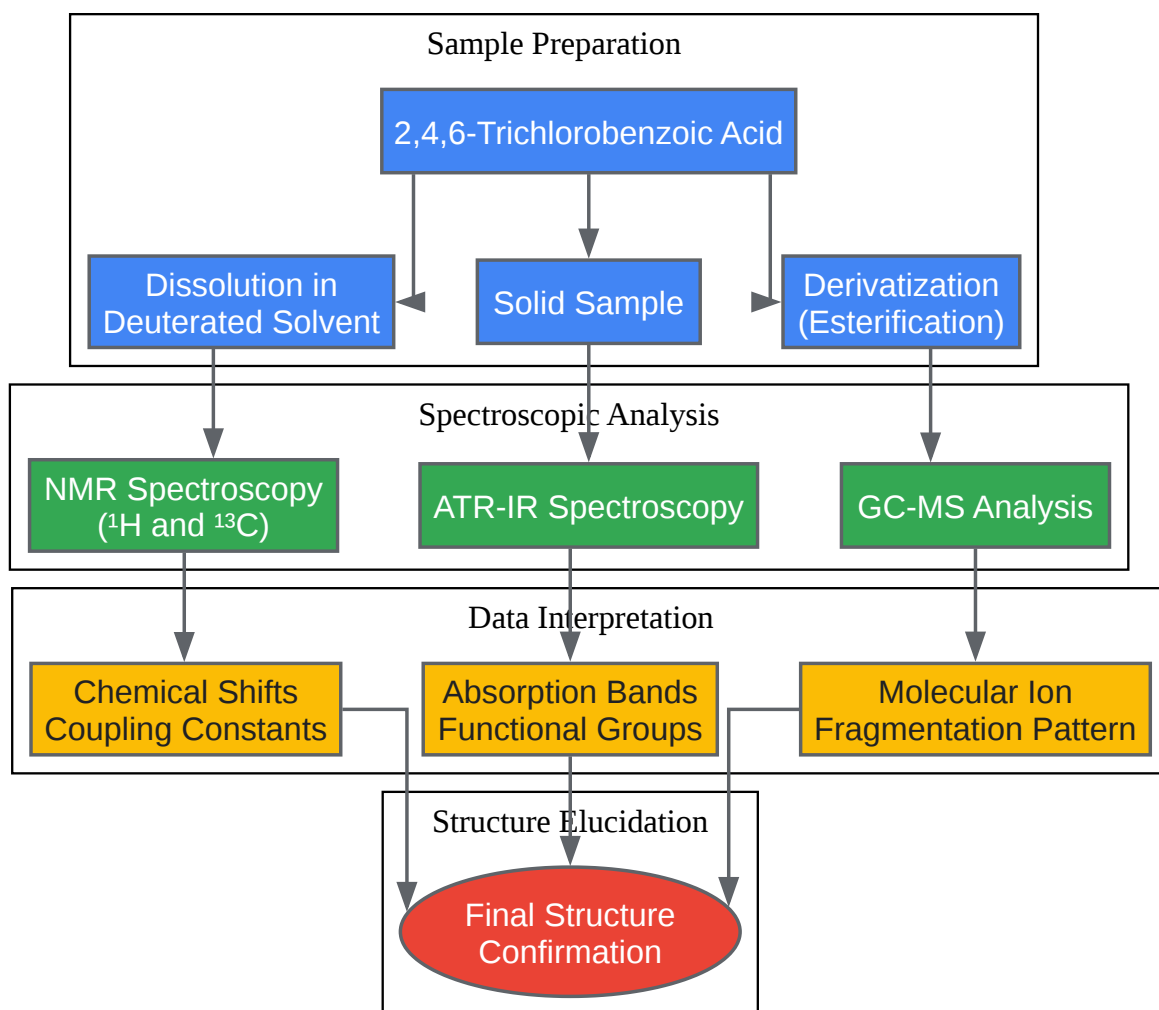 Sample Preparation
2,4,6-Trichlorobenzoic Acid
Dissolution in
Deuterated Solvent
Solid Sample
Derivatization
(Esterification)
Spectroscopic Analysis
NMR Spectroscopy
(¹H and ¹³C)
ATR-IR Spectroscopy
GC-MS Analysis
Data Interpretation
Chemical Shifts
Coupling Constants
Absorption Bands
Functional Groups
Molecular Ion
Fragmentation Pattern
Structure Elucidation
Final Structure
Confirmation